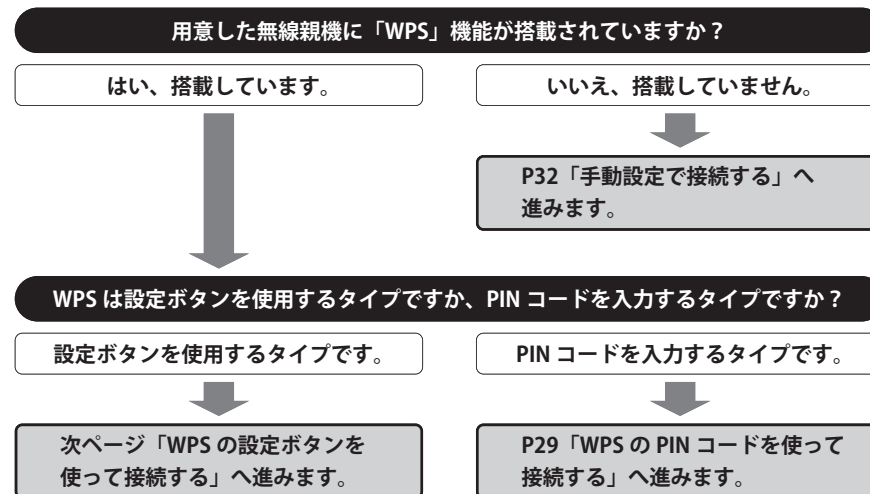 用意した無線親機に「WPS」機能が搭載されていますか？
はい、搭載しています。
いいえ、搭載していません。
P32「手動設定で接続する」へ
進みます。
WPS は設定ボタンを使用するタイプですか、PIN コードを入力するタイプですか？
設定ボタンを使用するタイプです。
PIN コードを入力するタイプです。
次ページ「WPS の設定ボタンを
使って接続する」へ進みます。
P29「WPS の PIN コードを使って
接続する」へ進みます。